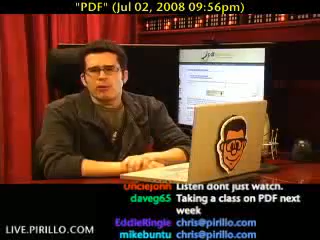 "PDF" (Jul 02, 2008 09:56pm)
UncleJohn Listen dont just watch.
daveg65 Taking a class on PDF next
week
EddieRingle chris@pirillo.com
LIVE.PIRILLO.COM mikebuntu chris@pirillo.com